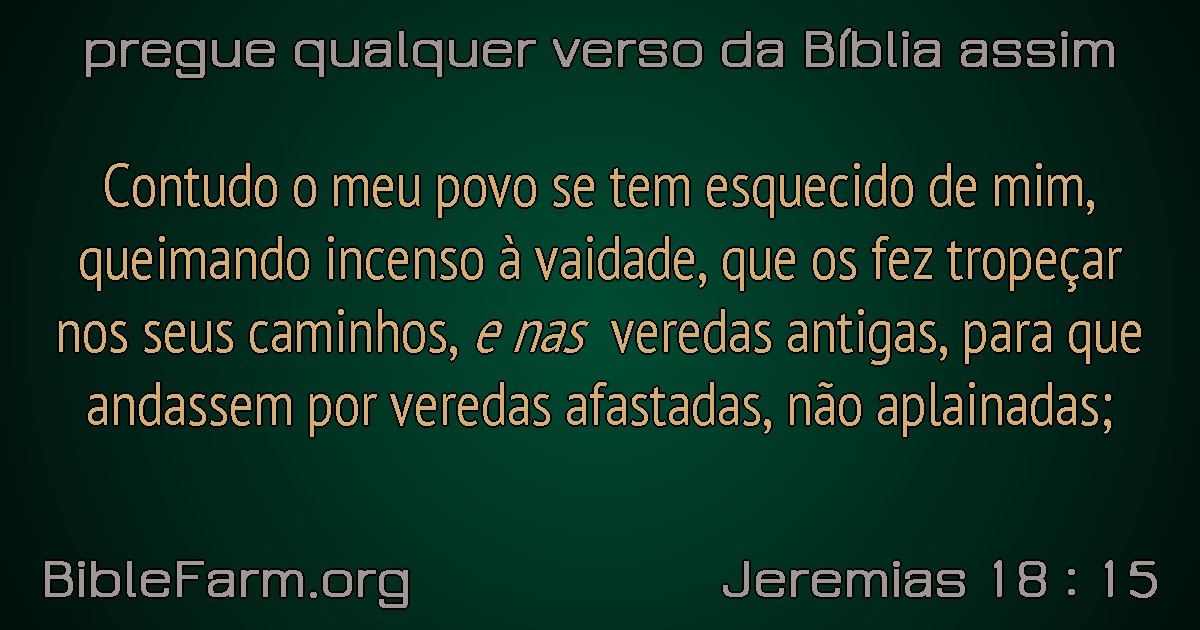 pregue qualquer verso da Bíblia assim
Contudo o meu povo se tem esquecido de mim,
queimando incenso à vaidade, que os fez tropeçar
nos seus caminhos, e nas veredas antigas, para que
andassem por veredas afastadas, não aplainadas;
BibleFarm.org
Jeremias 18 : 15